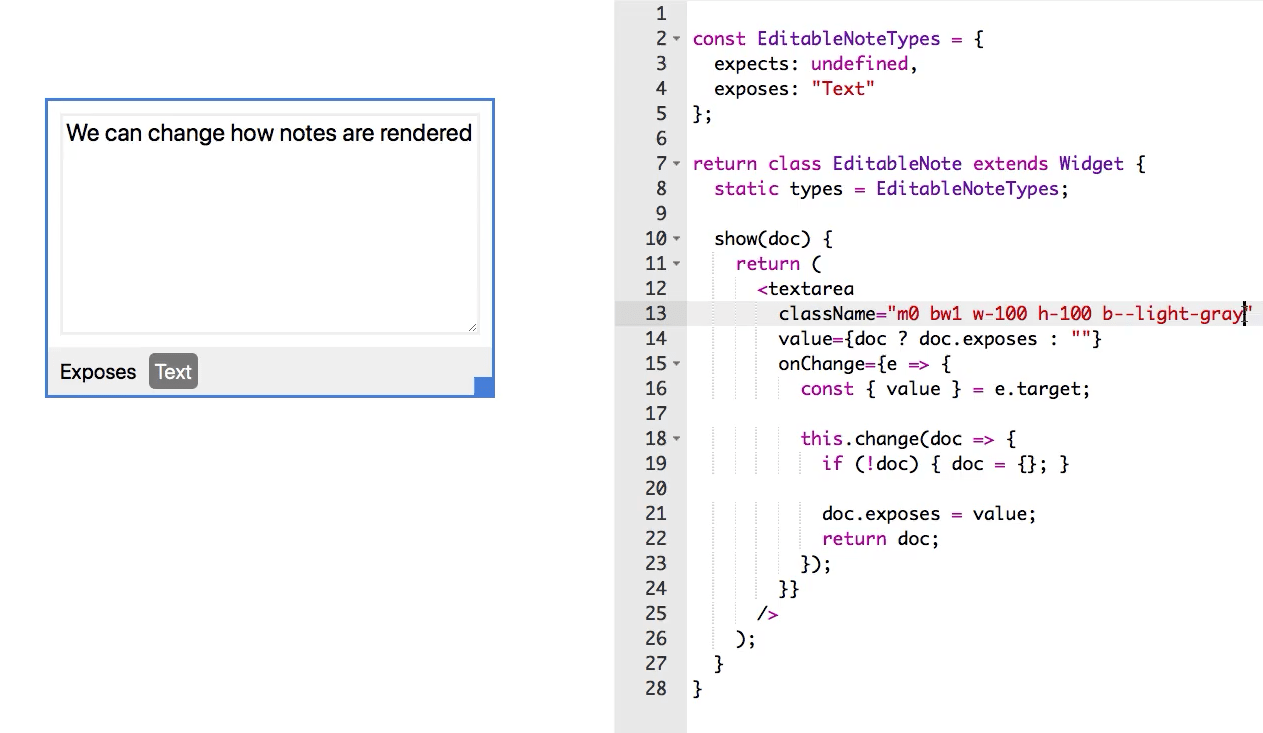 We can change how notes are rendered
Exposes Text
1
2 const EditableNoteTypes = {
3 expects: undefined,
4 exposes: "Text"
5 };
6
7 return class EditableNote extends Widget {
8 static types = EditableNoteTypes;
9
10 show(doc) {
11 return (
12 <textarea
13 className="m0 bw1 w-100 h-100 b--light-gray"
14 value={doc ? doc.exposes : ""}
15 onChange={e => {
16 const { value } = e.target;
17
18 this.change(doc => {
19 if (!doc) { doc = {}; }
20
21 doc.exposes = value;
22 return doc;
23 });
24 }}
25 />
26 );
27 }
28 }